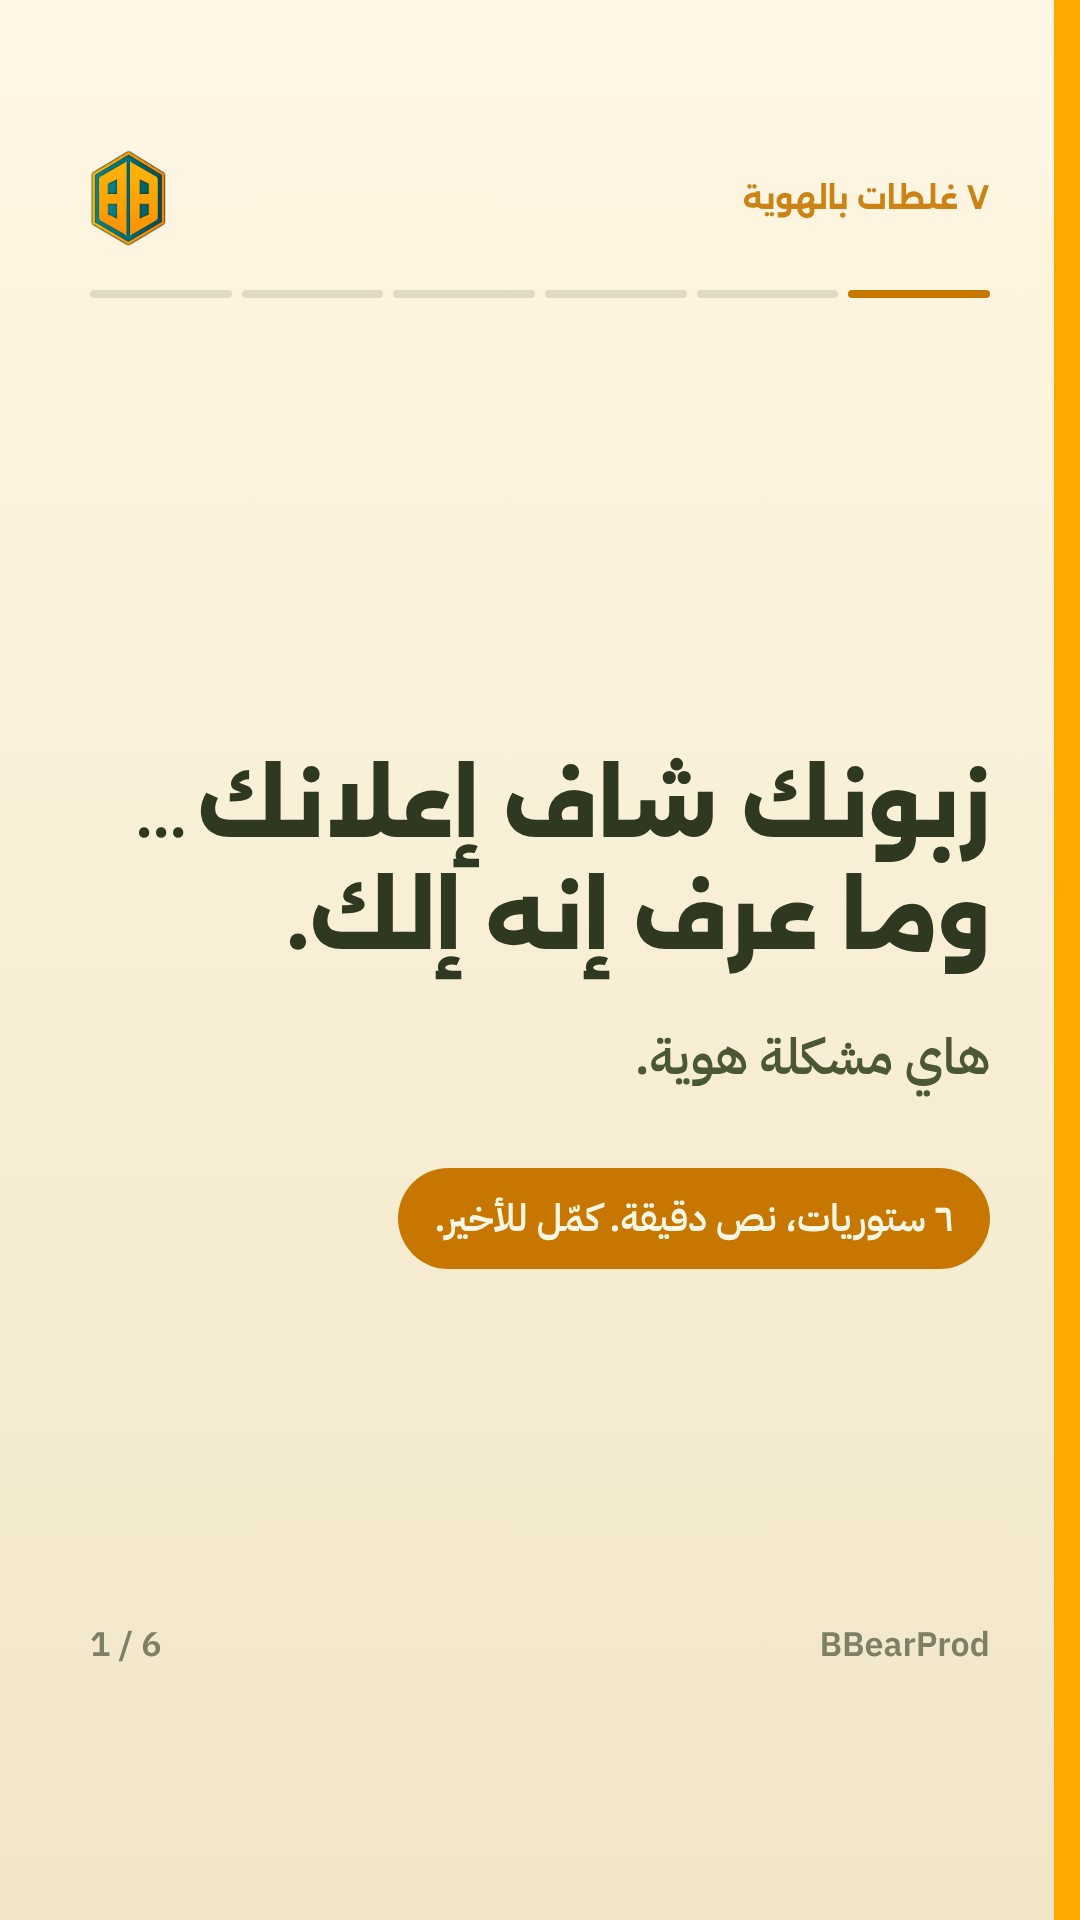 ٧ غلطات بالهوية
زبونك شاف إعلانك...
وما عرف إنه إلك.
هاي مشكلة هوية.
٦ ستوريات، نص دقيقة. كمّل للأخير.
BBearProd
1 / 6